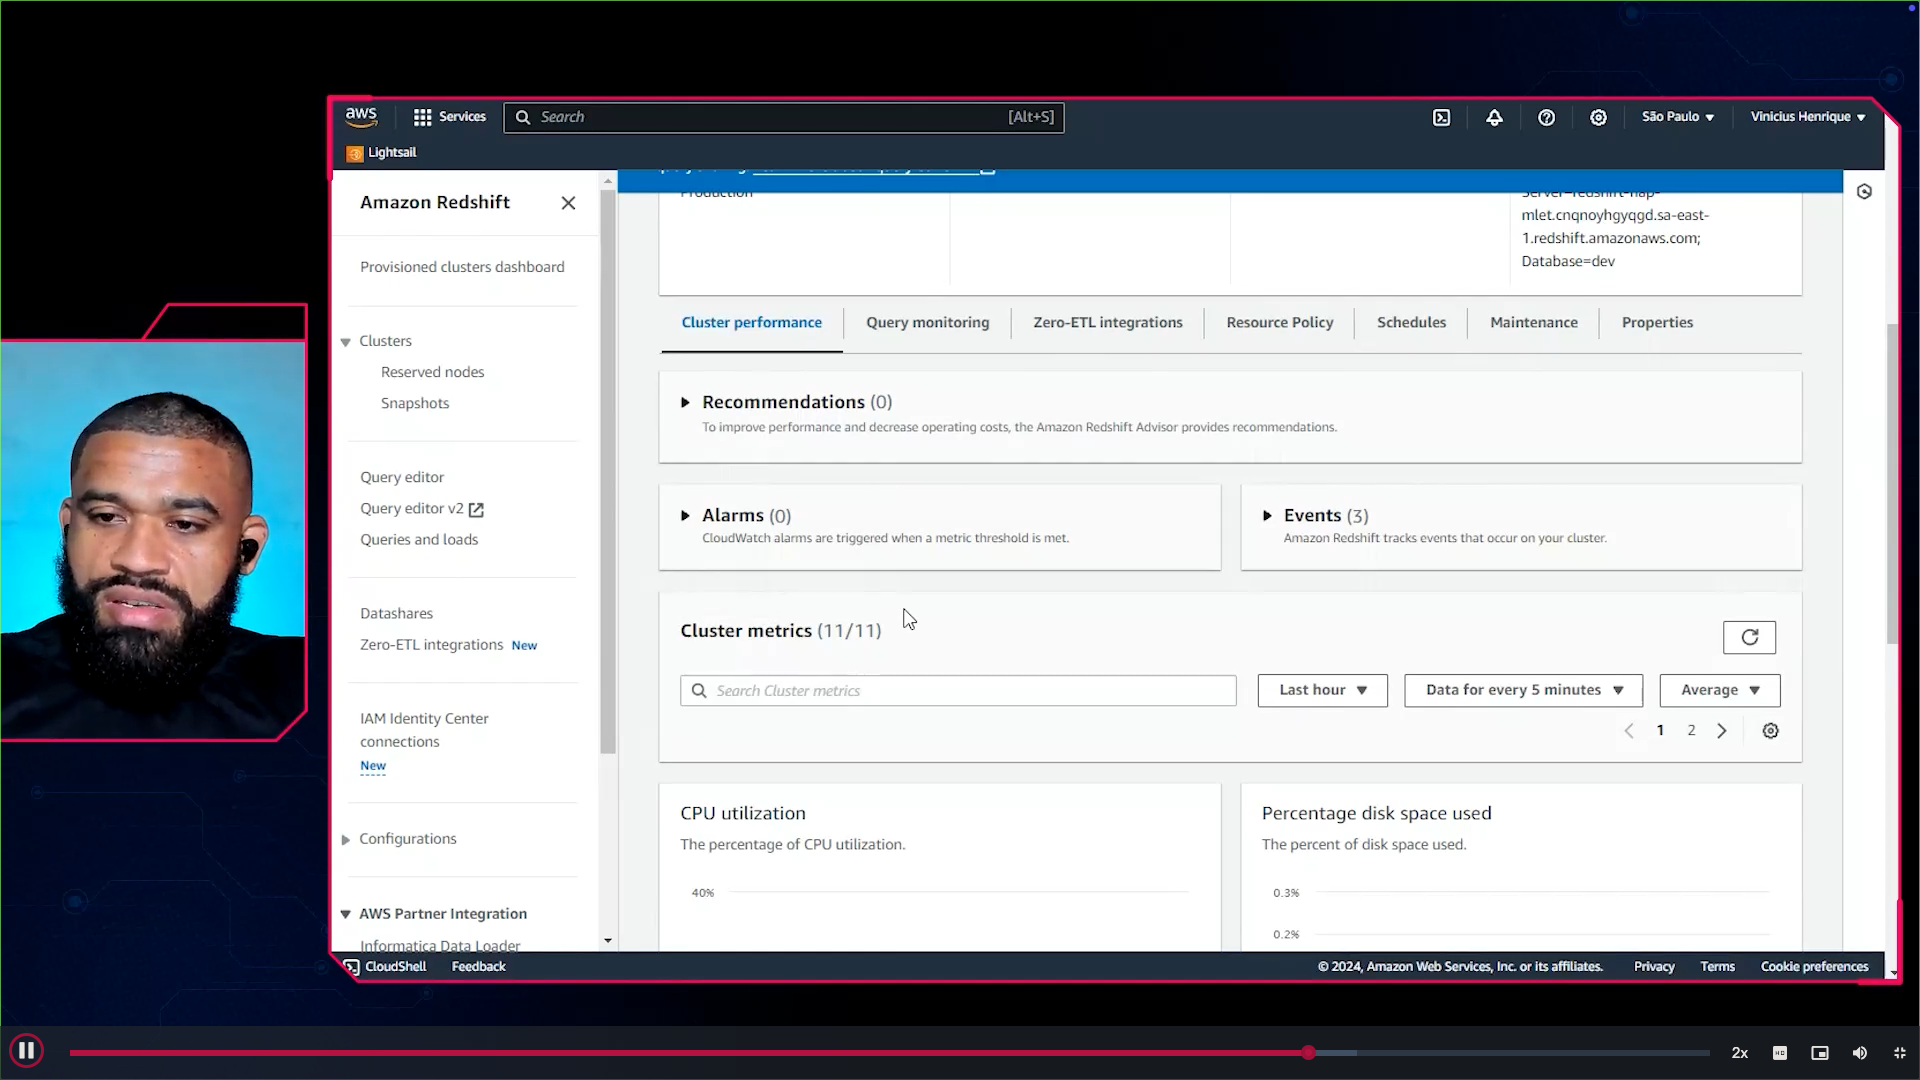 aws
Services
Search
[Alt+S]
São Paulo
Vinicius Henrique
Lightsail
Amazon Redshift
Provisioned clusters dashboard
Clusters
Reserved nodes
Snapshots
Query editor
Query editor v2
Queries and loads
Datashares
Zero-ETL integrations New
IAM Identity Center
connections
New
Configurations
AWS Partner Integration
Informatica Data Loader
Production
mlet.cnqnoyhgyqgd.sa-east-
1.redshift.amazonaws.com;
Database=dev
Cluster performance
Query monitoring
Zero-ETL integrations
Resource Policy
Schedules
Maintenance
Properties
Recommendations (0)
To improve performance and decrease operating costs, the Amazon Redshift Advisor provides recommendations.
Alarms (0)
CloudWatch alarms are triggered when a metric threshold is met.
Events (3)
Amazon Redshift tracks events that occur on your cluster.
Cluster metrics (11/11)
Search Cluster metrics
Last hour
Data for every 5 minutes
Average
1
2
CPU utilization
The percentage of CPU utilization.
40%
Percentage disk space used
The percent of disk space used.
0.3%
0.2%
CloudShell
Feedback
© 2024, Amazon Web Services, Inc. or its affiliates.
Privacy
Terms
Cookie preferences
2x